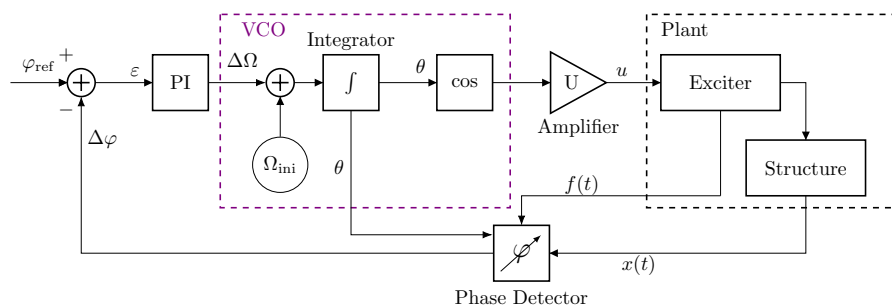 VCO
Plant
Integrator
φref
+
−
ε
PI
ΔΩ
+
∫
θ
cos
U
u
Exciter
Amplifier
Δφ
Ωini
θ
f(t)
Structure
φ
x(t)
Phase Detector